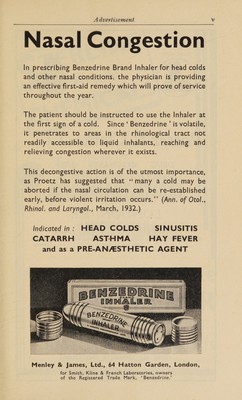 Advertisement v
Nasal Congestion
In prescribing Benzedrine Brand Inhaler for head colds
and other nasal conditions. the physician is providing
an effective first-aid remedy which will prove of service
throughout the year.
The patient should be instructed to use the Inhaler at
the first sign of a cold. Since ‘ Benzedrine ’ is volatile,
it penetrates to areas in the rhinological tract not
readily accessible to liquid inhalants, reaching and
relieving congestion wherever it exists.
This decongestive action is of the utmost importance,
as Proetz has suggested that “many a cold may be
aborted if the nasal circulation can be re-established
early, before violent irritation occurs.” (Ann. of Otol.,
Rhinol. and Laryngol., March, 1932.)
Indicated in : HEAD COLDS SINUSITIS
CATARRH ASTHMA HAY FEVER
and as a PRE-ANÆSTHETIC AGENT
BENZEDRINE
INHALER
BENZEDRINE
INHALER
Menley & James, Ltd., 64 Hatton Garden, London,
for Smith, Kline & French Laboratories, owners
of the Registered Trade Mark, ‘Benzedrine.’